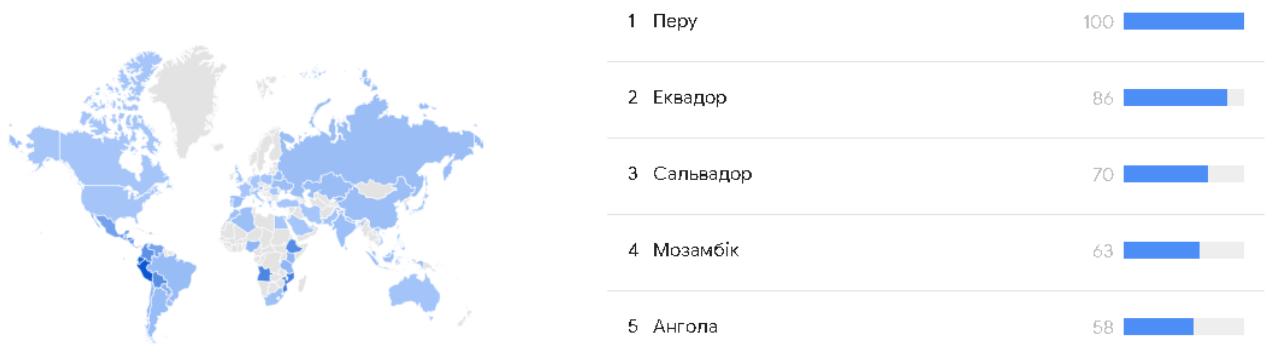 1 Перу 100
2 Еквадор 86
3 Сальвадор 70
4 Мозамбік 63
5 Ангола 58